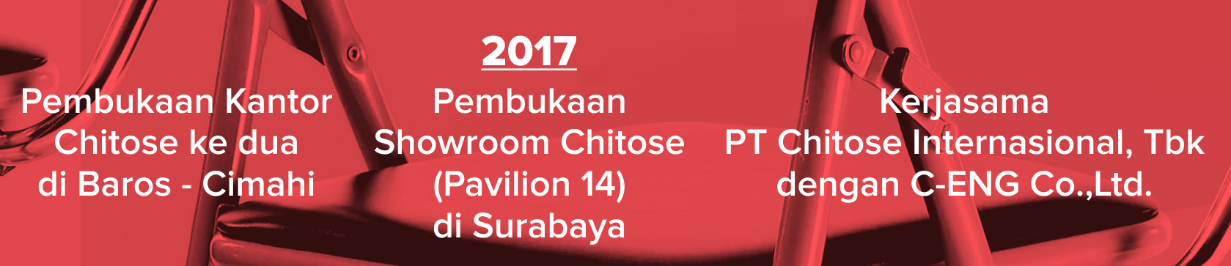 2017
Pembukaan Kantor
Chitose ke dua
di Baros - Cimahi
Pembukaan
Showroom Chitose
(Pavilion 14)
di Surabaya
Kerjasama
PT Chitose Internasional, Tbk
dengan C-ENG Co.,Ltd.